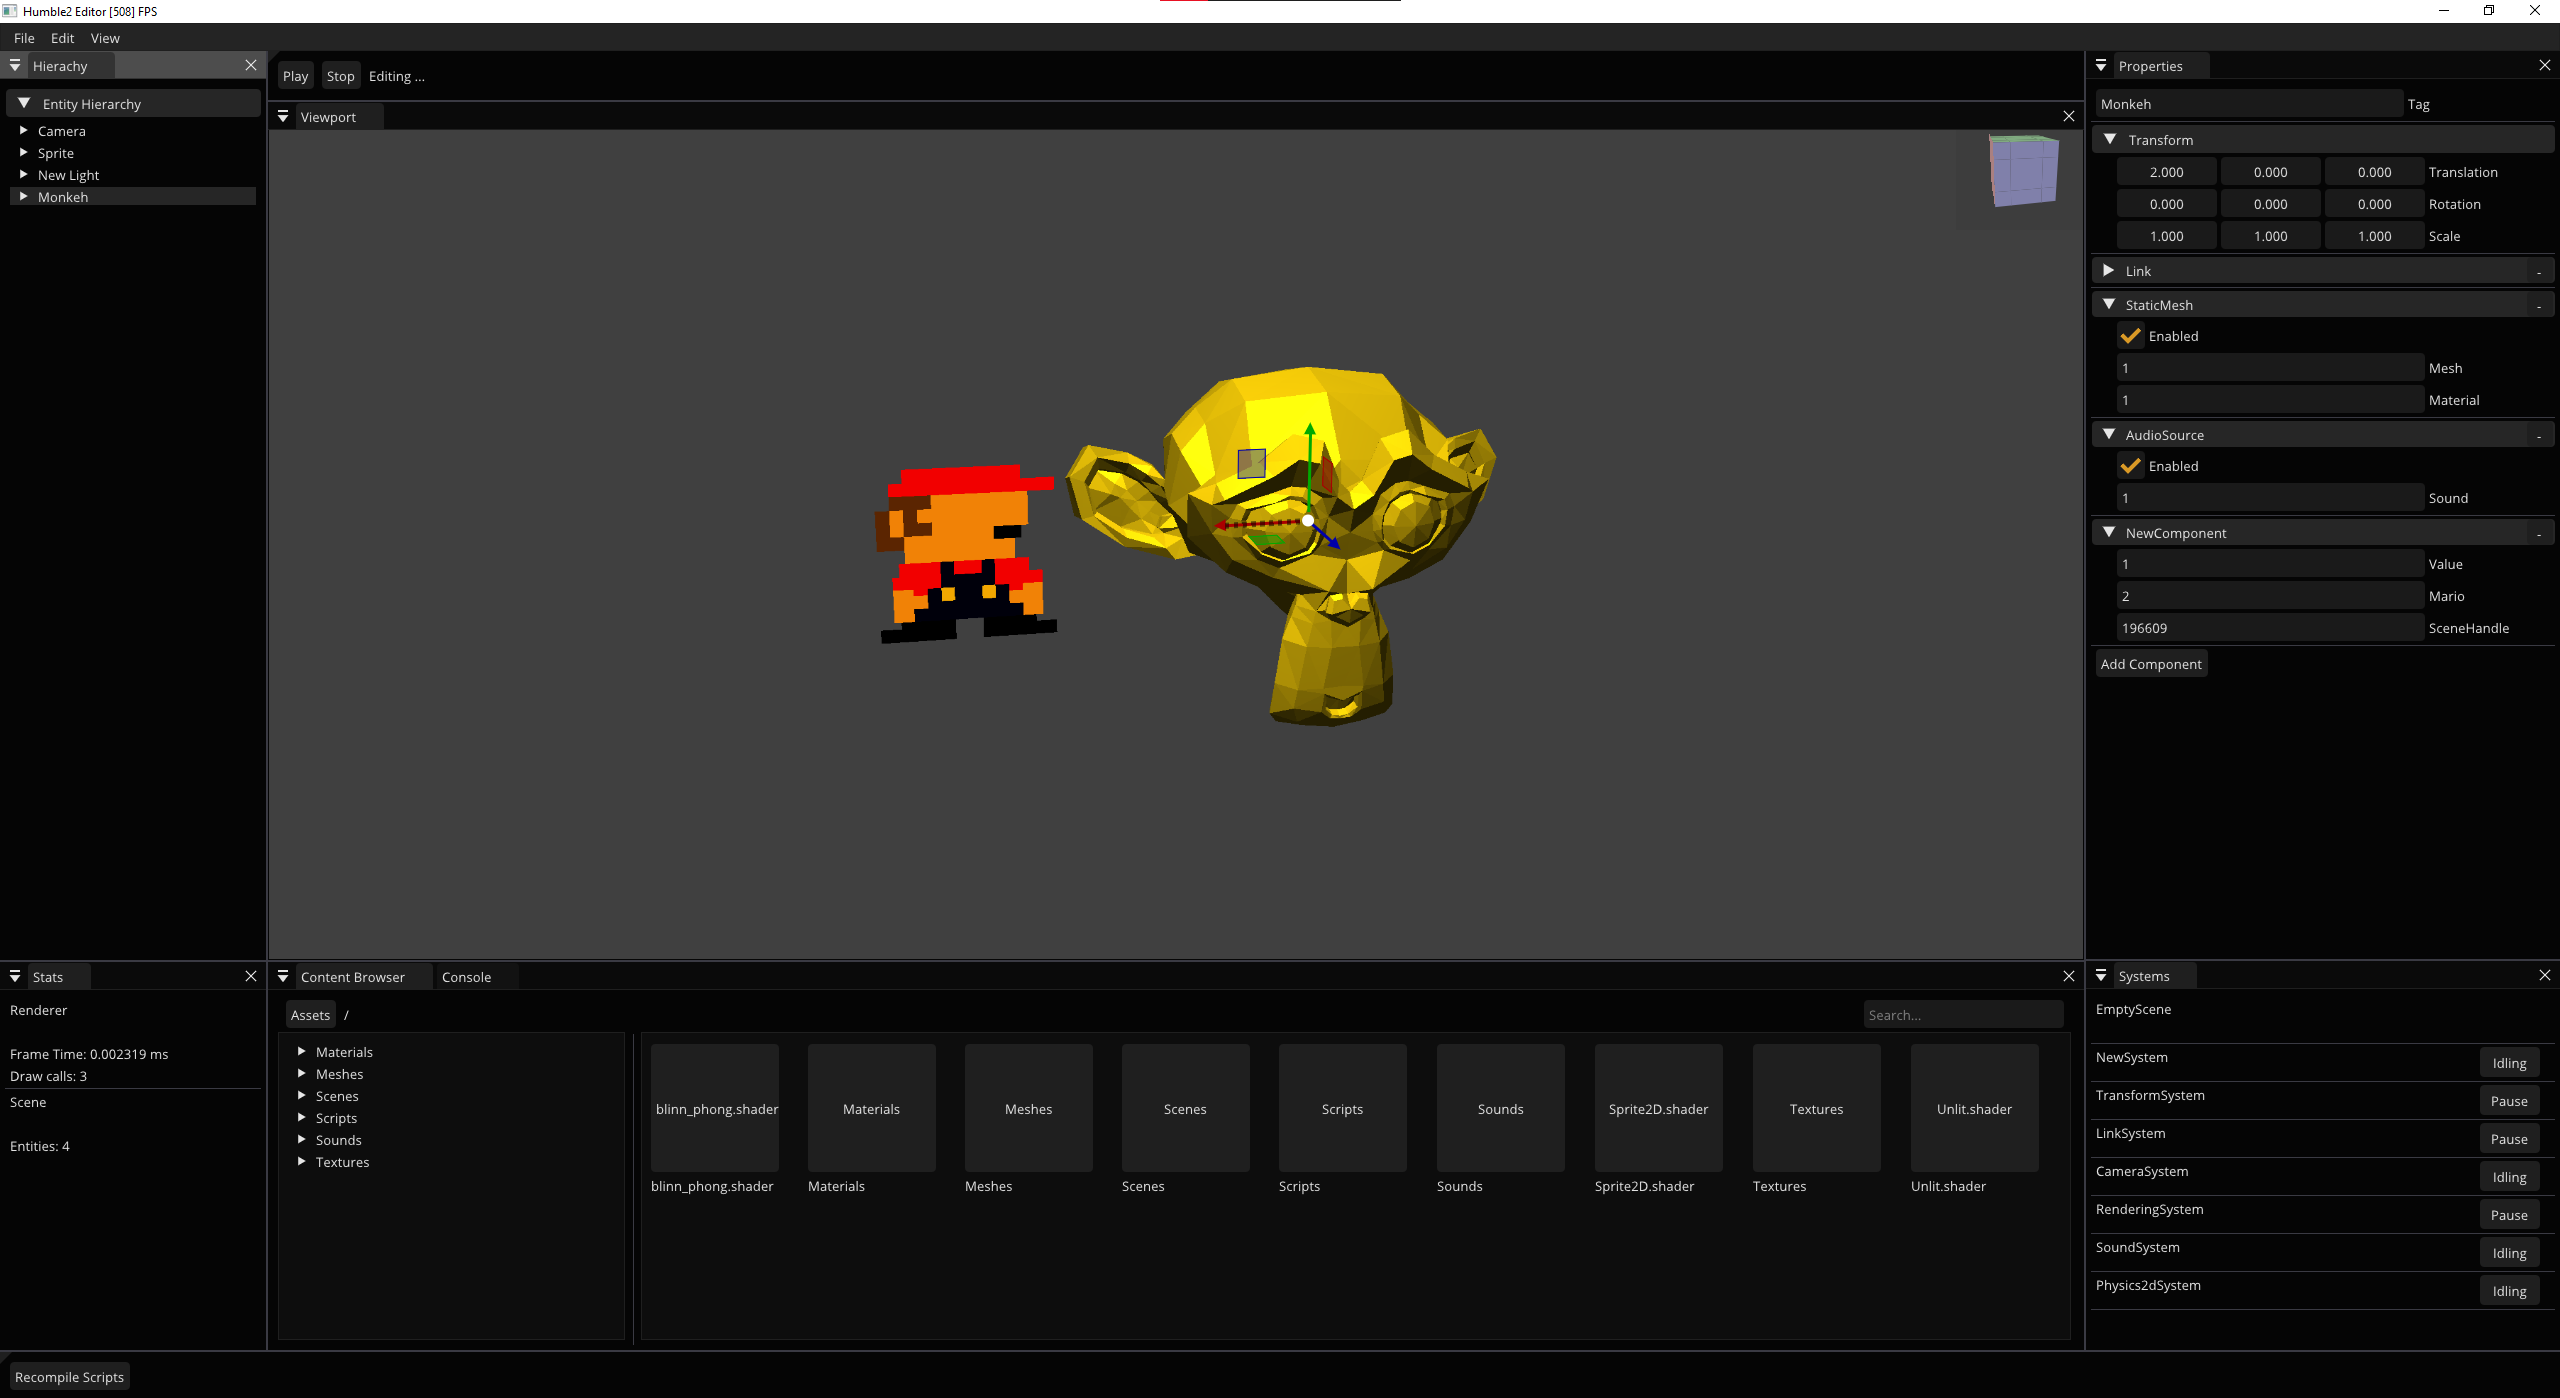 Humble2 Editor [508] FPS
File Edit View
Hierachy
Entity Hierarchy
Camera
Sprite
New Light
Monkeh
Play Stop Editing ...
Viewport
Properties
Monkeh Tag
Transform
2.000 0.000 0.000 Translation
0.000 0.000 0.000 Rotation
1.000 1.000 1.000 Scale
Link -
StaticMesh -
Enabled
1 Mesh
1 Material
AudioSource -
Enabled
1 Sound
NewComponent -
1 Value
2 Mario
196609 SceneHandle
Add Component
Stats
Renderer
Frame Time: 0.002319 ms
Draw calls: 3
Scene
Entities: 4
Content Browser Console
Assets / Search...
Materials
Meshes
Scenes
Scripts
Sounds
Textures
blinn_phong.shader Materials Meshes Scenes Scripts Sounds Sprite2D.shader Textures Unlit.shader
blinn_phong.shader Materials Meshes Scenes Scripts Sounds Sprite2D.shader Textures Unlit.shader
Systems
EmptyScene
NewSystem Idling
TransformSystem Pause
LinkSystem Pause
CameraSystem Idling
RenderingSystem Pause
SoundSystem Idling
Physics2dSystem Idling
Recompile Scripts